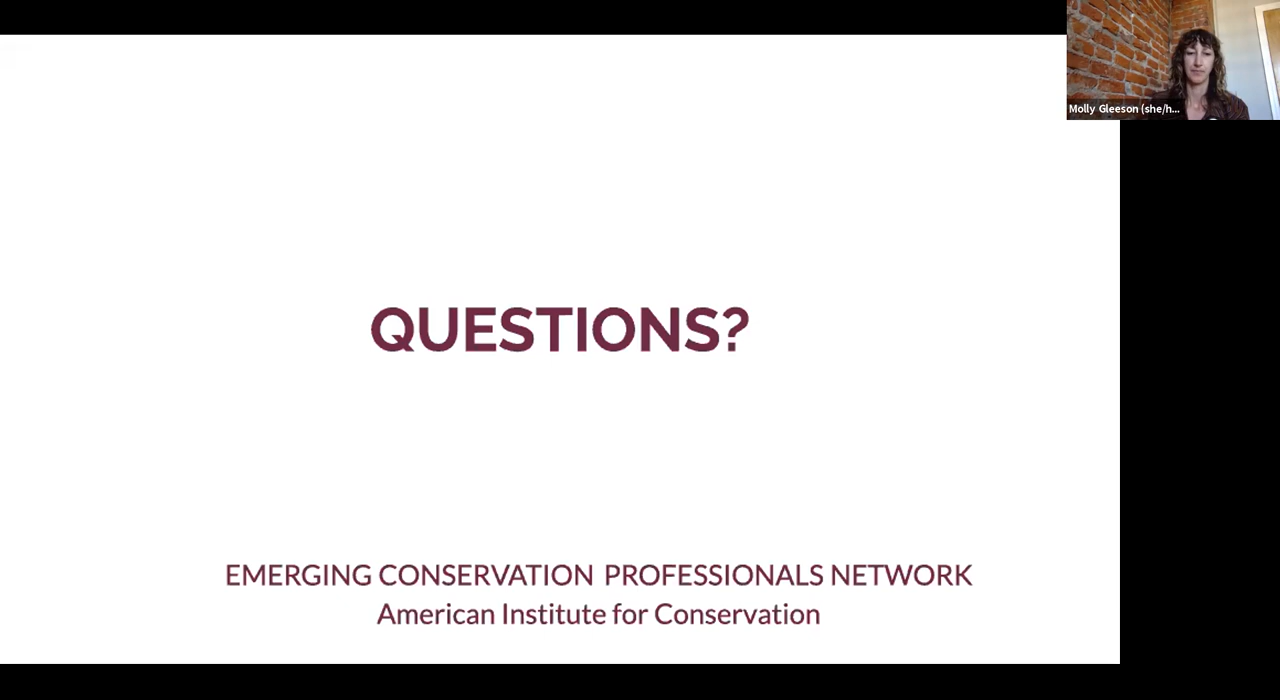 Molly Gleeson (she/h...
QUESTIONS?
EMERGING CONSERVATION PROFESSIONALS NETWORK
American Institute for Conservation